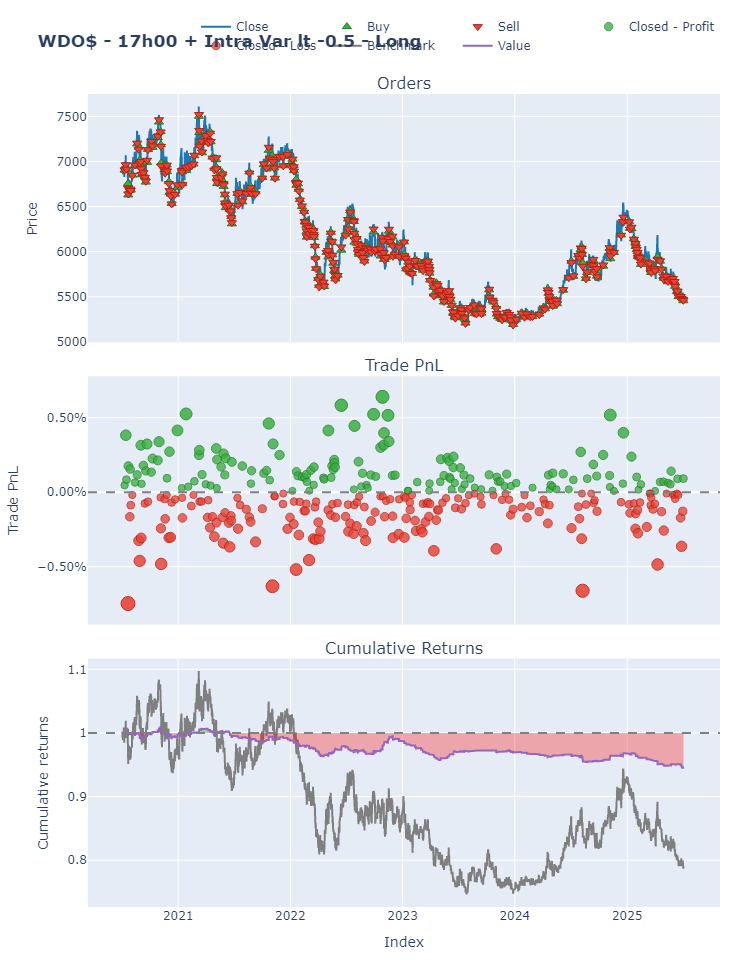 Close Buy Sell Closed - Profit
WDO$ - 17h00 + Intra Var lt -0.5 - Long
Closed - Loss Benchmark Value
Orders
7500
7000
6500
6000
5500
5000
Price
Trade PnL
0.50%
0.00%
−0.50%
Trade PnL
Cumulative Returns
1.1
1
0.9
0.8
Cumulative returns
2021 2022 2023 2024 2025
Index